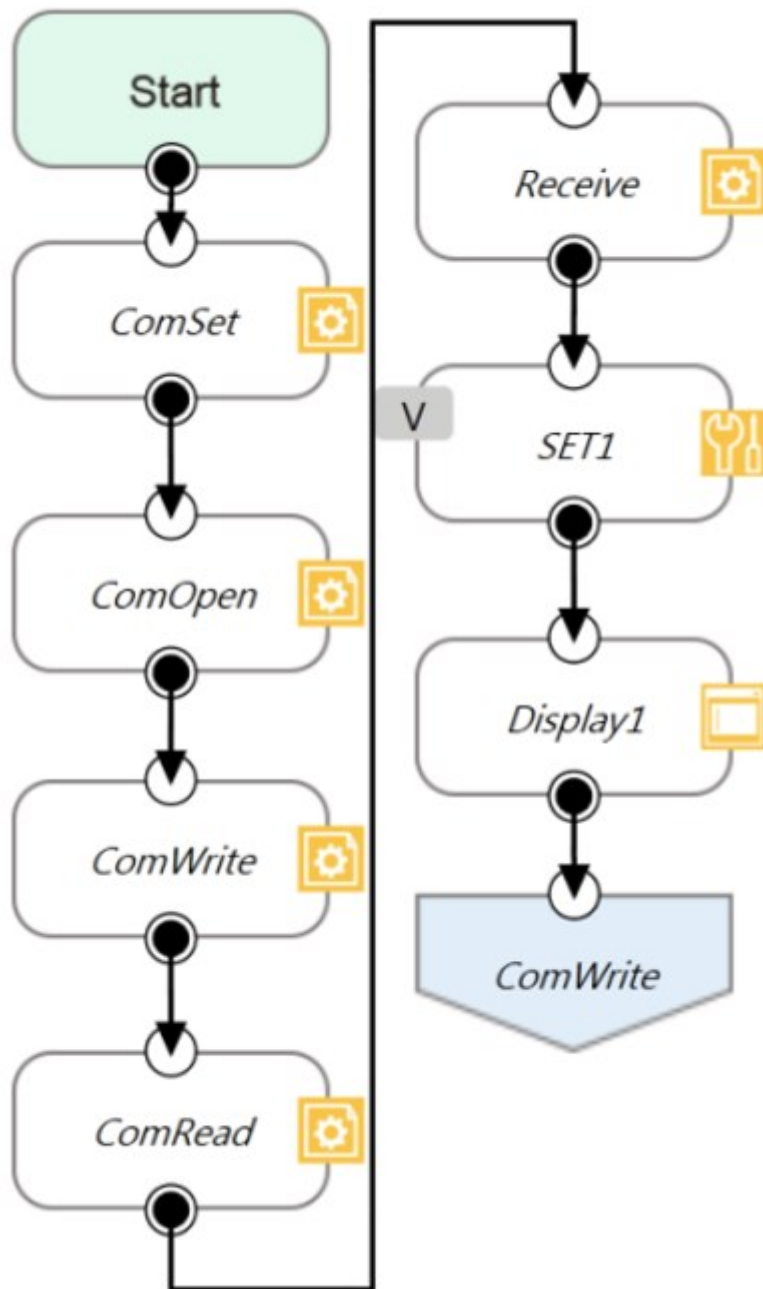 Start
ComSet
ComOpen
ComWrite
ComRead
Receive
V
SET1
Display1
ComWrite